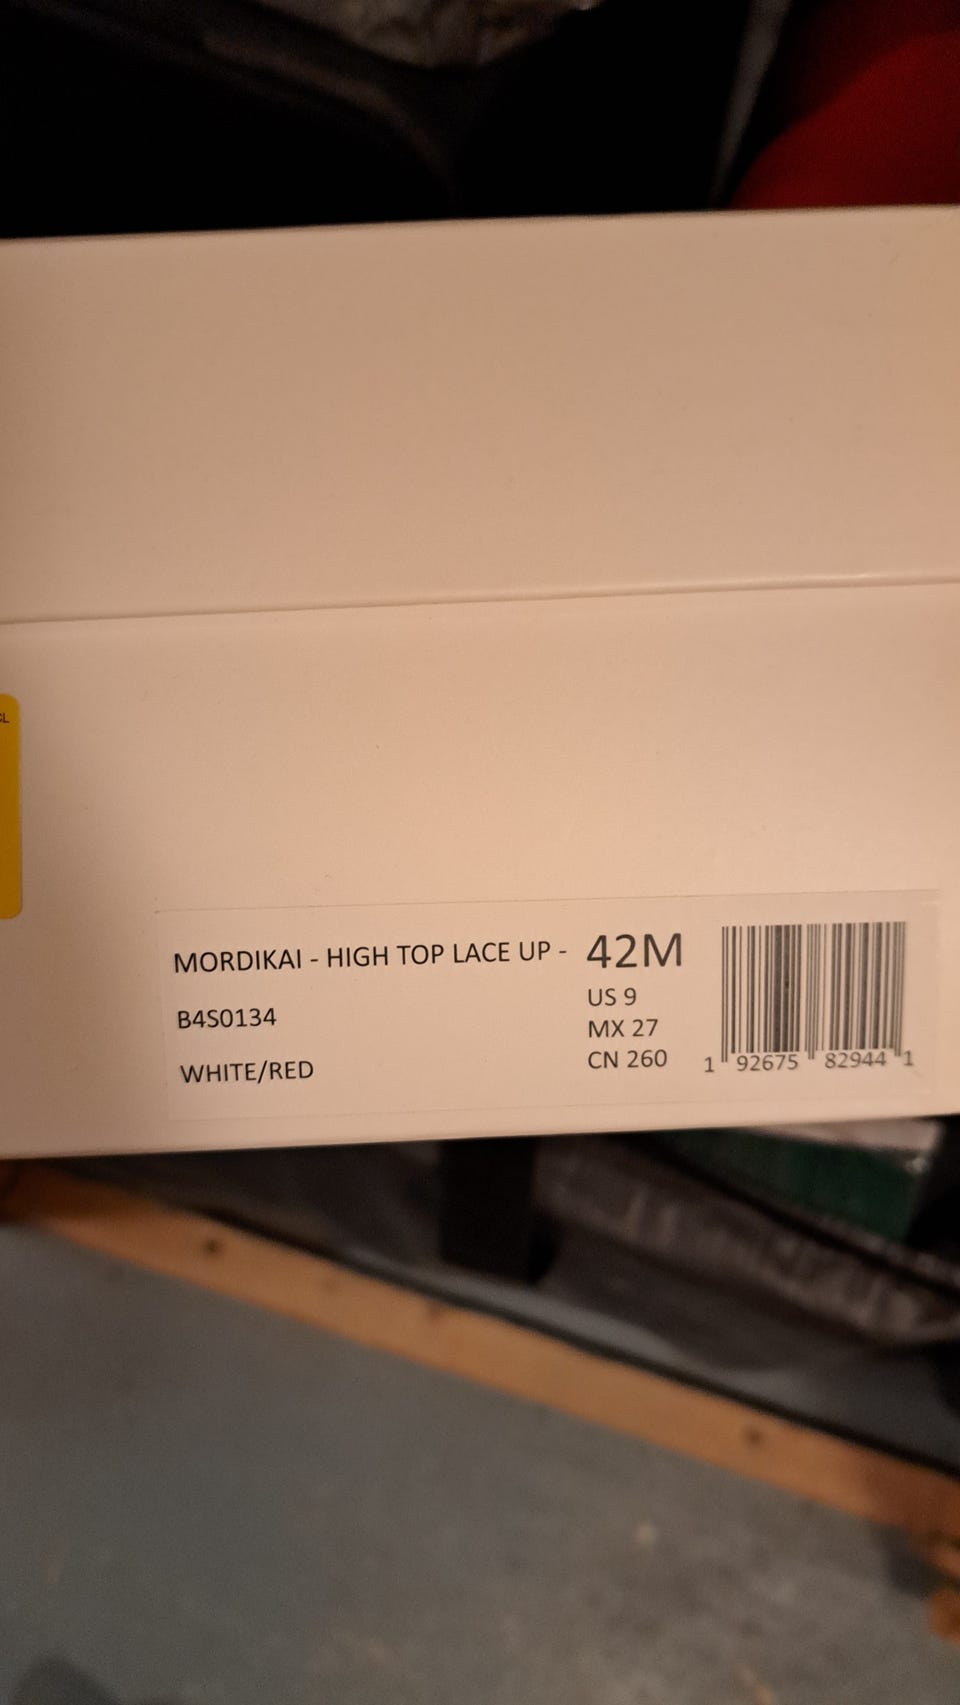 CL
MORDIKAI - HIGH TOP LACE UP -
B4S0134
WHITE/RED
42M
US 9
MX 27
CN 260
1 92675 82944 1